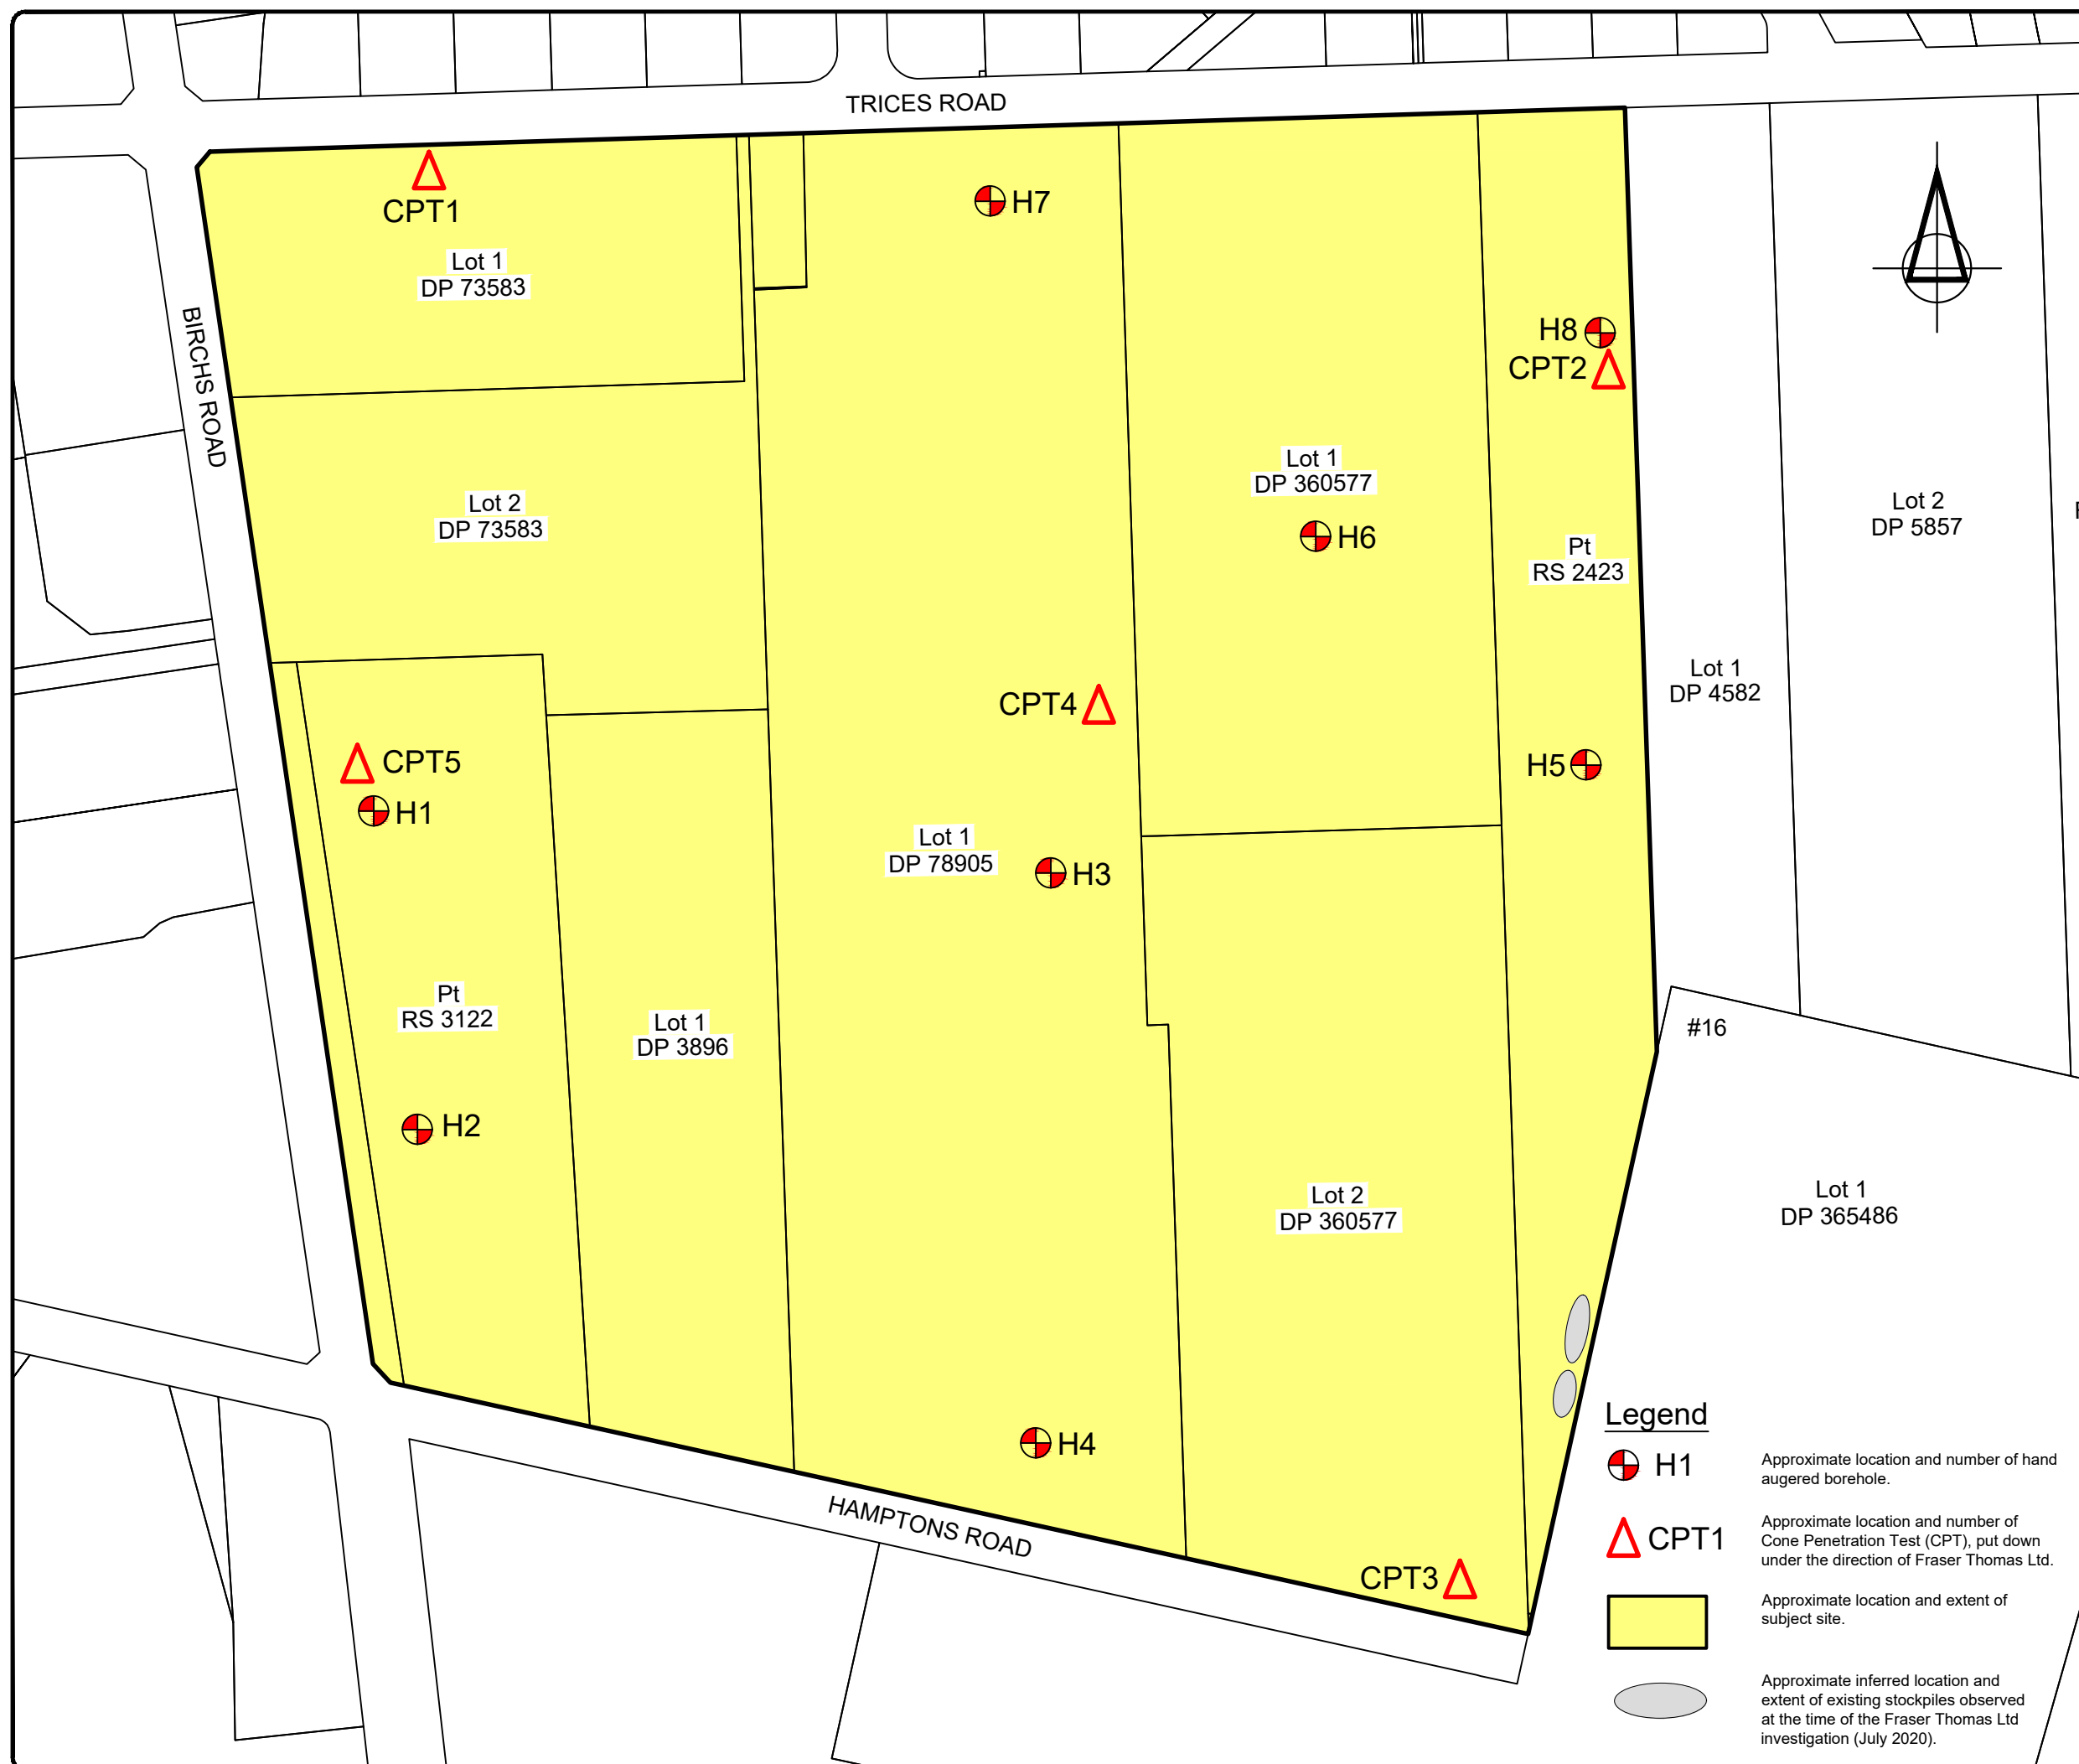 TRICES ROAD
CPT1
H7
Lot 1
DP 73583
BIRCHS ROAD
H8
CPT2
Lot 1
DP 360577
Lot 2
DP 73583
H6
Pt
RS 2423
Lot 2
DP 5857
Lot 1
DP 4582
CPT4
CPT5
H5
H1
Lot 1
DP 78905
H3
Pt
RS 3122
Lot 1
DP 3896
#16
H2
Lot 2
DP 360577
Lot 1
DP 365486
H4
HAMPTONS ROAD
CPT3
Legend
H1
Approximate location and number of hand
augered borehole.
CPT1
Approximate location and number of
Cone Penetration Test (CPT), put down
under the direction of Fraser Thomas Ltd.
Approximate location and extent of
subject site.
Approximate inferred location and
extent of existing stockpiles observed
at the time of the Fraser Thomas Ltd
investigation (July 2020).